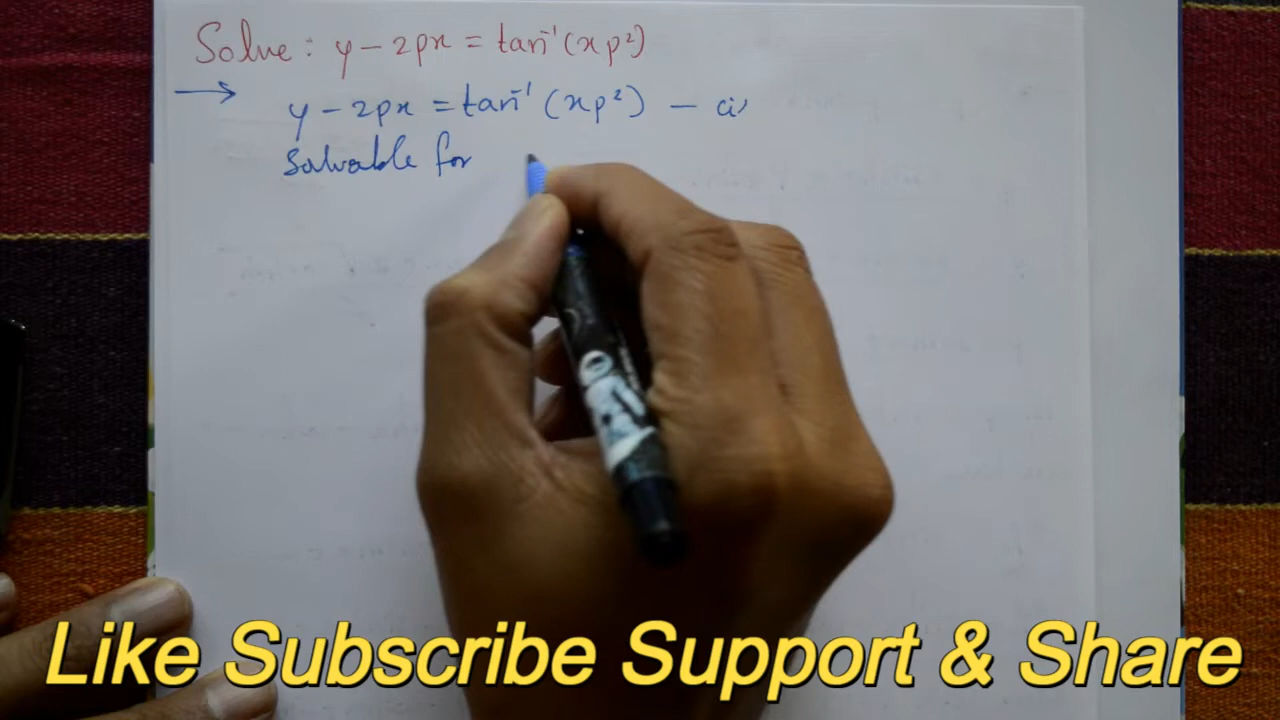 Solve: y - 2px = tan⁻¹(xp²)
y - 2px = tan⁻¹ (xp²) - (i)
Solvable for
Like Subscribe Support & Share